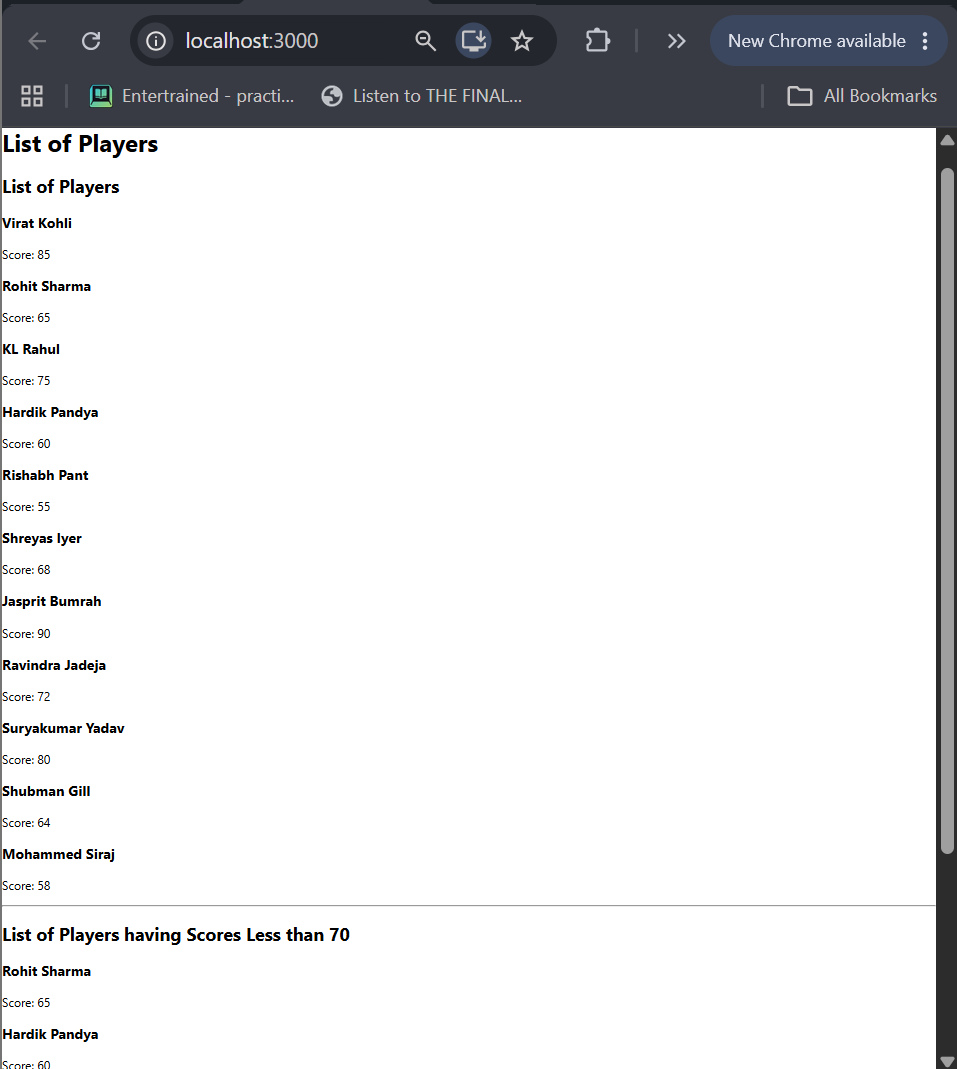 localhost:3000
New Chrome available
Entertrained - practi...
Listen to THE FINAL...
All Bookmarks
List of Players
List of Players
Virat Kohli
Score: 85
Rohit Sharma
Score: 65
KL Rahul
Score: 75
Hardik Pandya
Score: 60
Rishabh Pant
Score: 55
Shreyas Iyer
Score: 68
Jasprit Bumrah
Score: 90
Ravindra Jadeja
Score: 72
Suryakumar Yadav
Score: 80
Shubman Gill
Score: 64
Mohammed Siraj
Score: 58
List of Players having Scores Less than 70
Rohit Sharma
Score: 65
Hardik Pandya
Score: 60